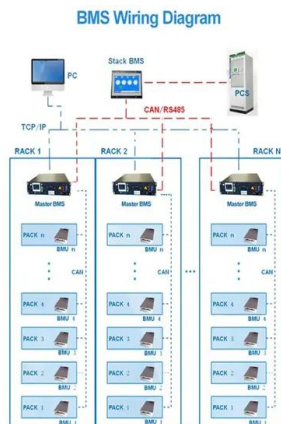 BMS Wiring Diagram
PC
Stack BMS
PCS
CAN/RS485
TCP/IP
RACK 1
RACK 2
RACK N
Master BMS
Master BMS
Master BMS
PACK n
BMU n
PACK n
BMU n
PACK n
BMU n
CAN
CAN
CAN
PACK 4
BMU 4
PACK 4
BMU 4
PACK 4
BMU 4
PACK 3
BMU 3
PACK 3
BMU 3
PACK 3
BMU 3
PACK 2
BMU 2
PACK 2
BMU 2
PACK 2
BMU 2
PACK 1
BMU 1
PACK 1
BMU 1
PACK 1
BMU 1